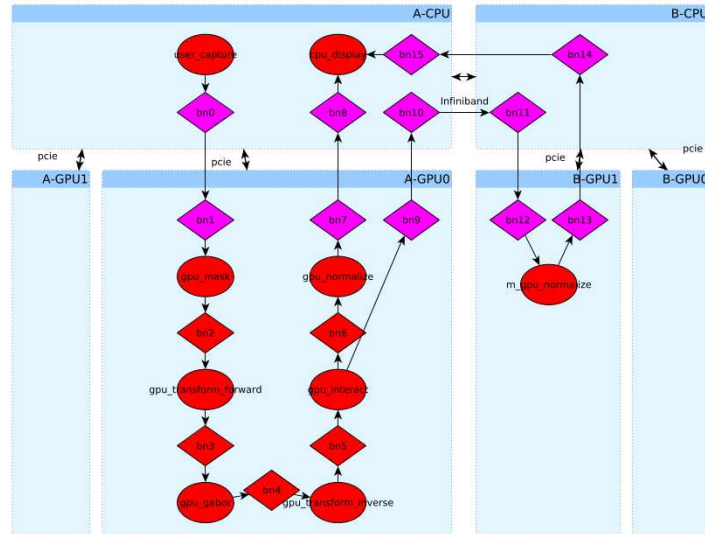 A-CPU
B-CPU
user_capture
cpu_display
bn15
bn14
bn0
bn8
bn10
Infiniband
bn11
pcie
pcie
pcie
pcie
A-GPU1
A-GPU0
B-GPU1
B-GPU0
bn1
bn7
bn9
bn12
bn13
gpu_mask
gpu_normalize
m_gpu_normalize
bn2
bn6
gpu_transform_forward
gpu_interact
bn3
bn5
gpu_gabor
bn4
gpu_transform_inverse